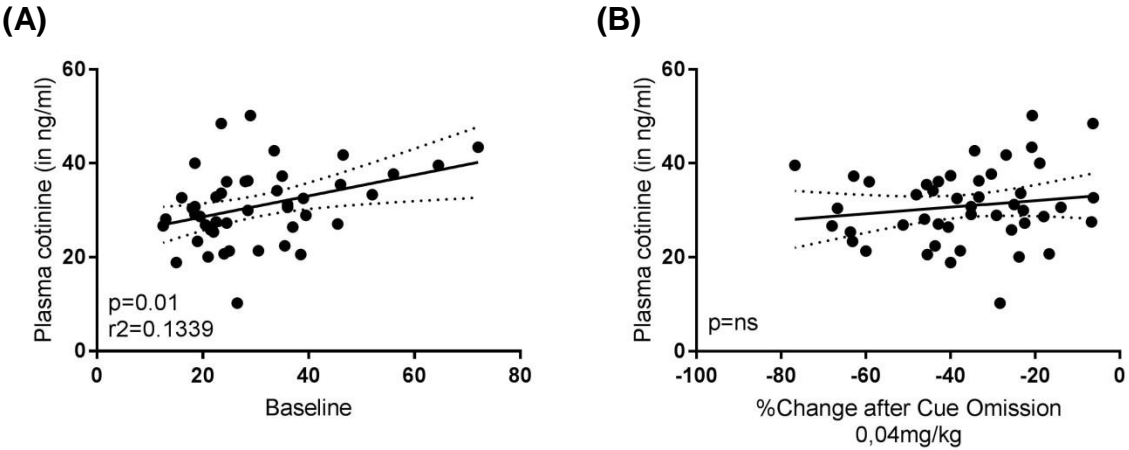 (A)
Plasma cotinine (in ng/ml)
60
40
20
0
p=0.01
r2=0.1339
0 20 40 60 80
Baseline
(B)
Plasma cotinine (in ng/ml)
60
40
20
0
p=ns
-100 -80 -60 -40 -20 0
%Change after Cue Omission
0,04mg/kg